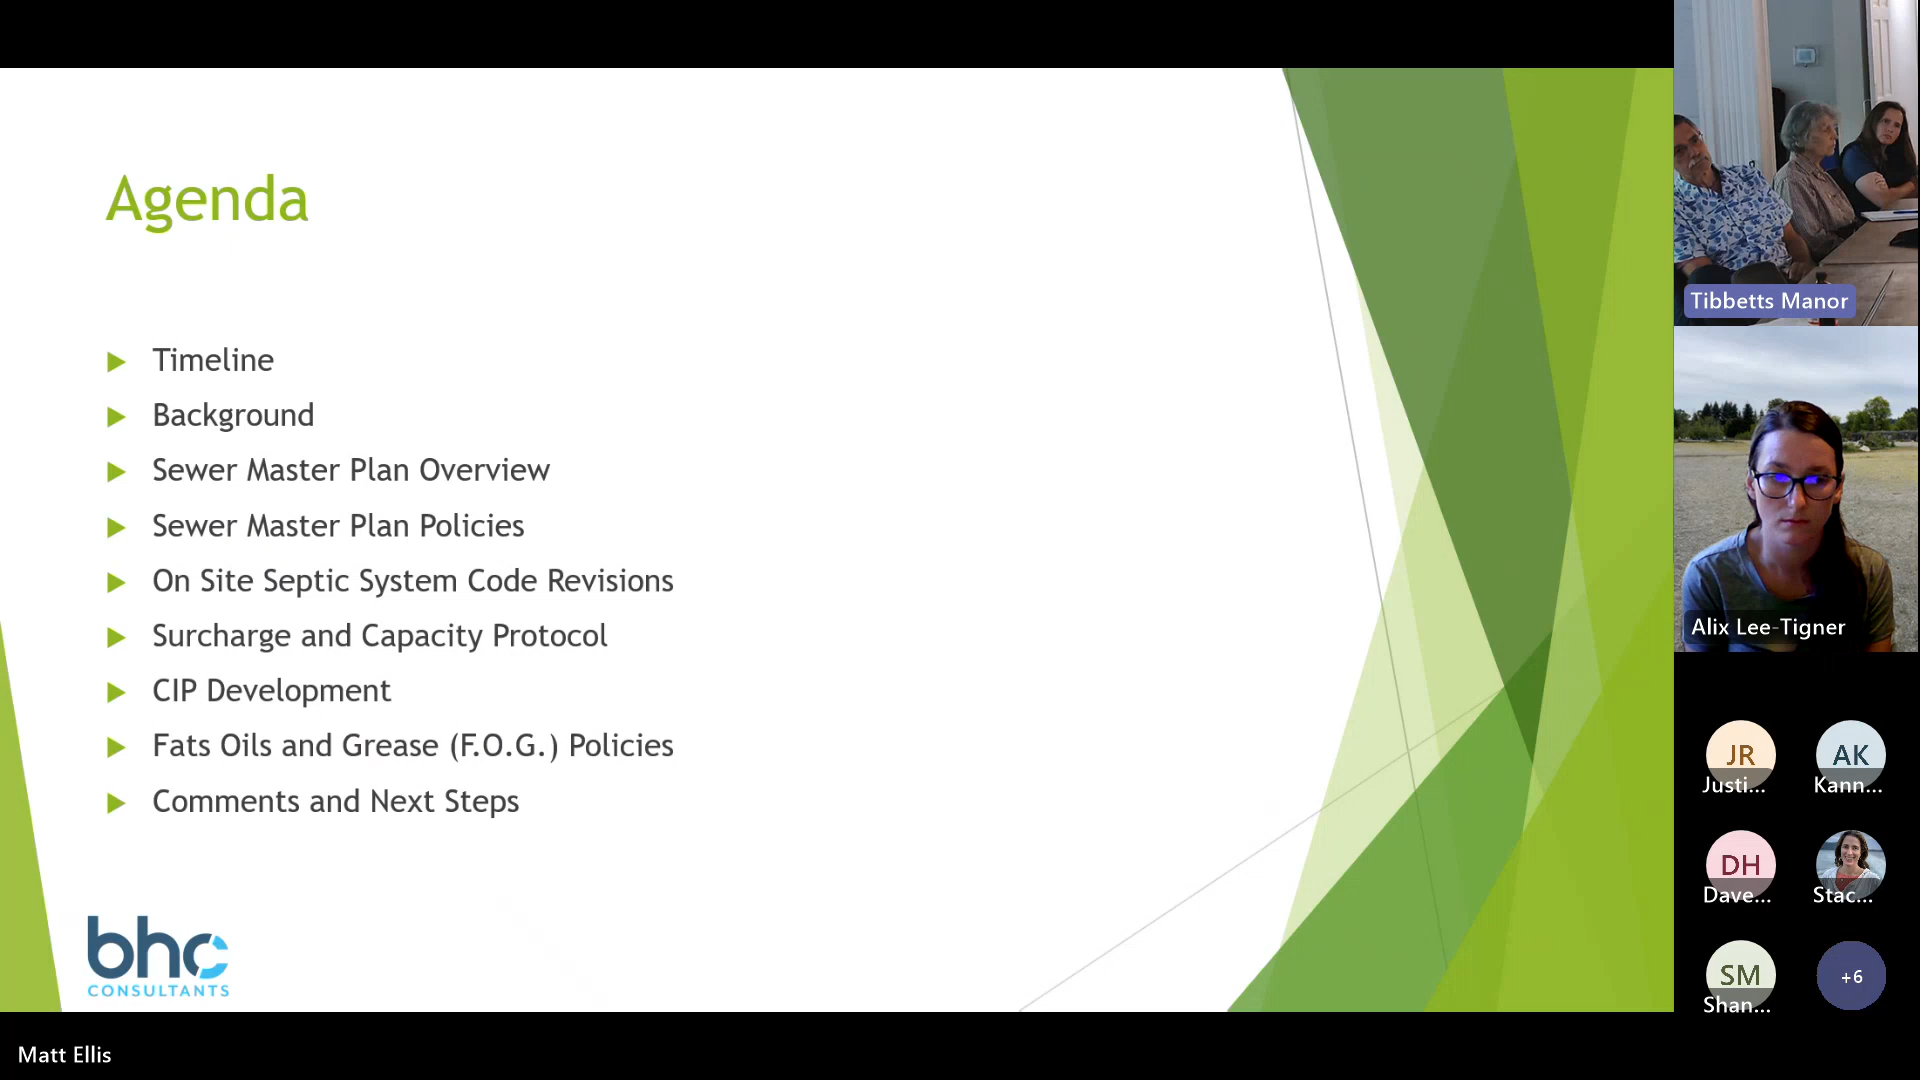 Agenda
Timeline
Background
Sewer Master Plan Overview
Sewer Master Plan Policies
On Site Septic System Code Revisions
Surcharge and Capacity Protocol
CIP Development
Fats Oils and Grease (F.O.G.) Policies
Comments and Next Steps
bhc
CONSULTANTS
Matt Ellis
Tibbetts Manor
Alix Lee-Tigner
JR
Justi...
AK
Kann...
DH
Dave...
Stac...
SM
Shan...
+6